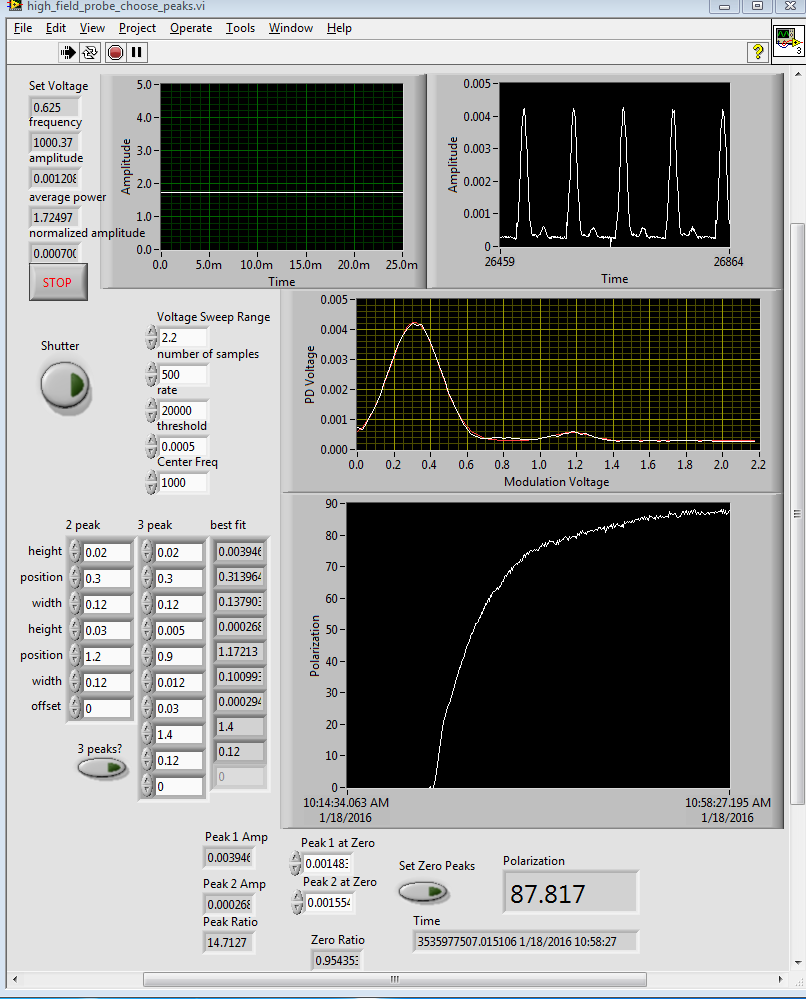 high_field_probe_choose_peaks.vi
File Edit View Project Operate Tools Window Help
3
Set Voltage
0.625
frequency
1000.37
amplitude
0.001208
average power
1.72497
normalized amplitude
0.000700
STOP
5.0
4.0
3.0
2.0
1.0
0.0
Amplitude
0.0 5.0m 10.0m 15.0m 20.0m 25.0m
Time
0.005
0.004
0.003
0.002
0.001
0
Amplitude
26459 26864
Time
Shutter
Voltage Sweep Range
2.2
number of samples
500
rate
20000
threshold
0.0005
Center Freq
1000
0.005
0.004
0.003
0.002
0.001
0.000
PD Voltage
0.0 0.2 0.4 0.6 0.8 1.0 1.2 1.4 1.6 1.8 2.0 2.2
Modulation Voltage
2 peak 3 peak best fit
height 0.02 0.02 0.003946
position 0.3 0.3 0.313964
width 0.12 0.12 0.137903
height 0.03 0.005 0.000268
position 1.2 0.9 1.17213
width 0.12 0.012 0.100993
offset 0 0.03 0.000294
1.4 1.4
3 peaks?
0.12 0.12
0 0
90
80
70
60
50
40
30
20
10
0
Polarization
10:14:34.063 AM 10:58:27.195 AM
1/18/2016 1/18/2016
Peak 1 Amp
0.003946
Peak 2 Amp
0.000268
Peak Ratio
14.7127
Peak 1 at Zero
0.001483
Peak 2 at Zero
0.001554
Zero Ratio
0.954353
Set Zero Peaks
Polarization
87.817
Time
3535977507.015106 1/18/2016 10:58:27